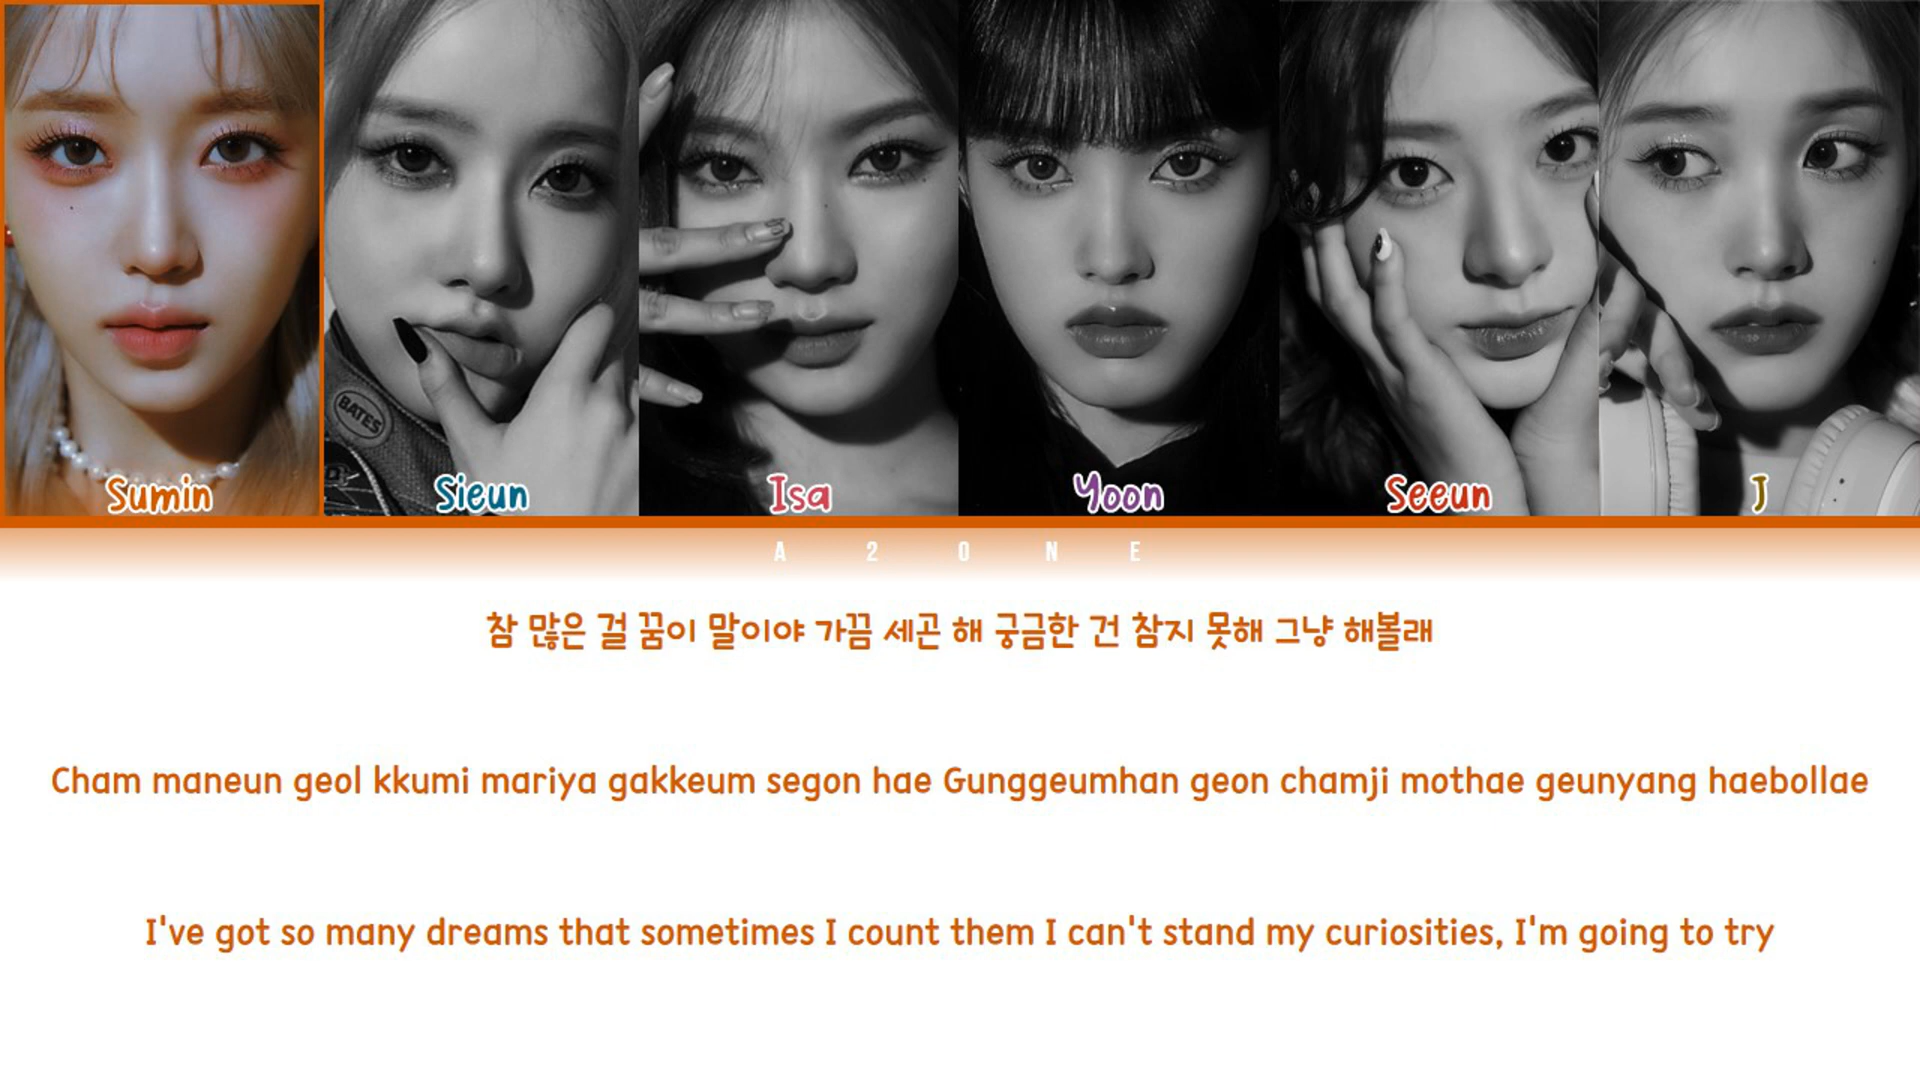 BATES
Sumin
Sieun
Isa
Yoon
Seeun
J
A 2 O N E
참 많은 걸 꿈이 말이야 가끔 세곤 해 궁금한 건 참지 못해 그냥 해볼래
Cham maneun geol kkumi mariya gakkeum segon hae Gunggeumhan geon chamji mothae geunyang haebollae
I've got so many dreams that sometimes I count them I can't stand my curiosities, I'm going to try